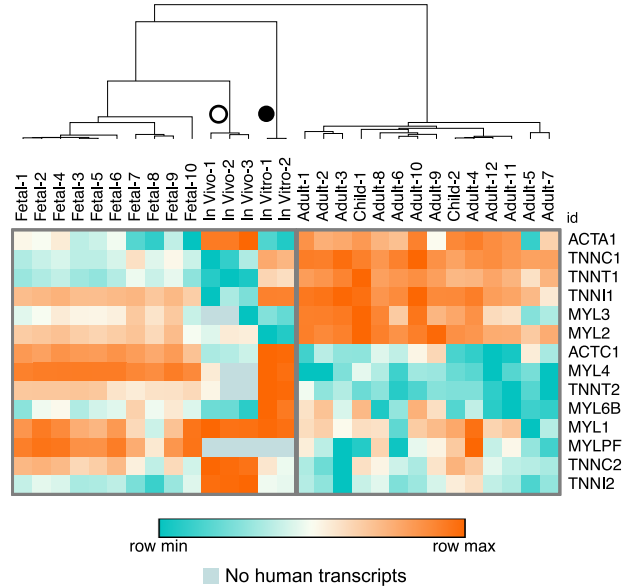 Fetal-1
Fetal-2
Fetal-4
Fetal-3
Fetal-5
Fetal-6
Fetal-7
Fetal-8
Fetal-9
Fetal-10
In Vivo-1
In Vivo-2
In Vivo-3
In Vitro-1
In Vitro-2
Adult-1
Adult-2
Adult-3
Child-1
Adult-8
Adult-6
Adult-10
Adult-9
Child-2
Adult-4
Adult-12
Adult-11
Adult-5
Adult-7
id
ACTA1
TNNC1
TNNT1
TNNI1
MYL3
MYL2
ACTC1
MYL4
TNNT2
MYL6B
MYL1
MYLPF
TNNC2
TNNI2
row min
row max
No human transcripts